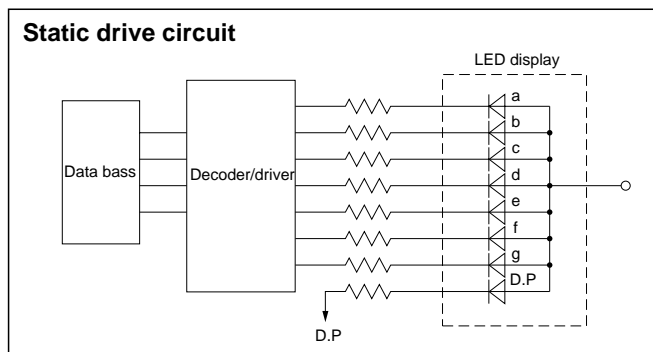 Static drive circuit
LED display
Data bass
Decoder/driver
a
b
c
d
e
f
g
D.P
D.P